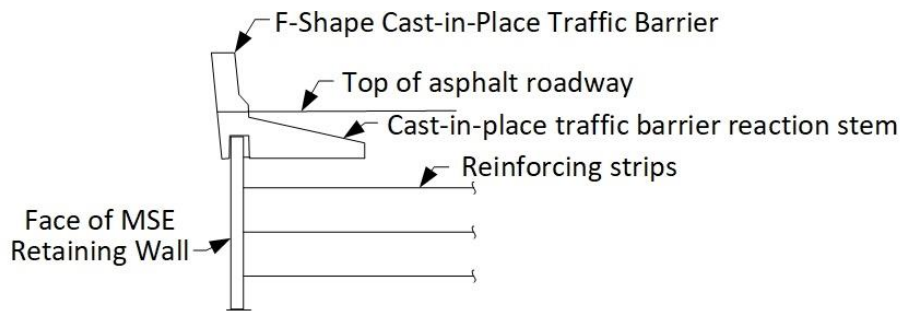 F-Shape Cast-in-Place Traffic Barrier
Top of asphalt roadway
Cast-in-place traffic barrier reaction stem
Reinforcing strips
Face of MSE
Retaining Wall